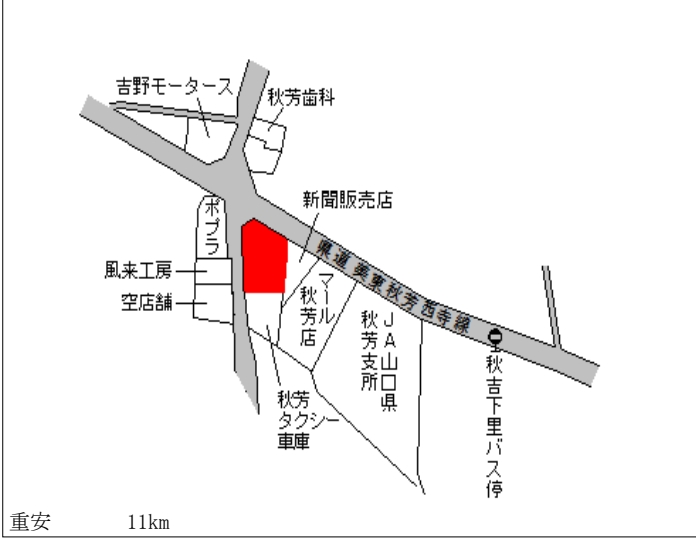 吉野モータース
秋芳歯科
新聞販売店
ポプラ
県道美東秋芳西寺線
風来工房
空店舗
マール
秋芳店
JA山口県
秋芳支所
秋吉下里バス停
秋芳
タクシー
車庫
重安 11km